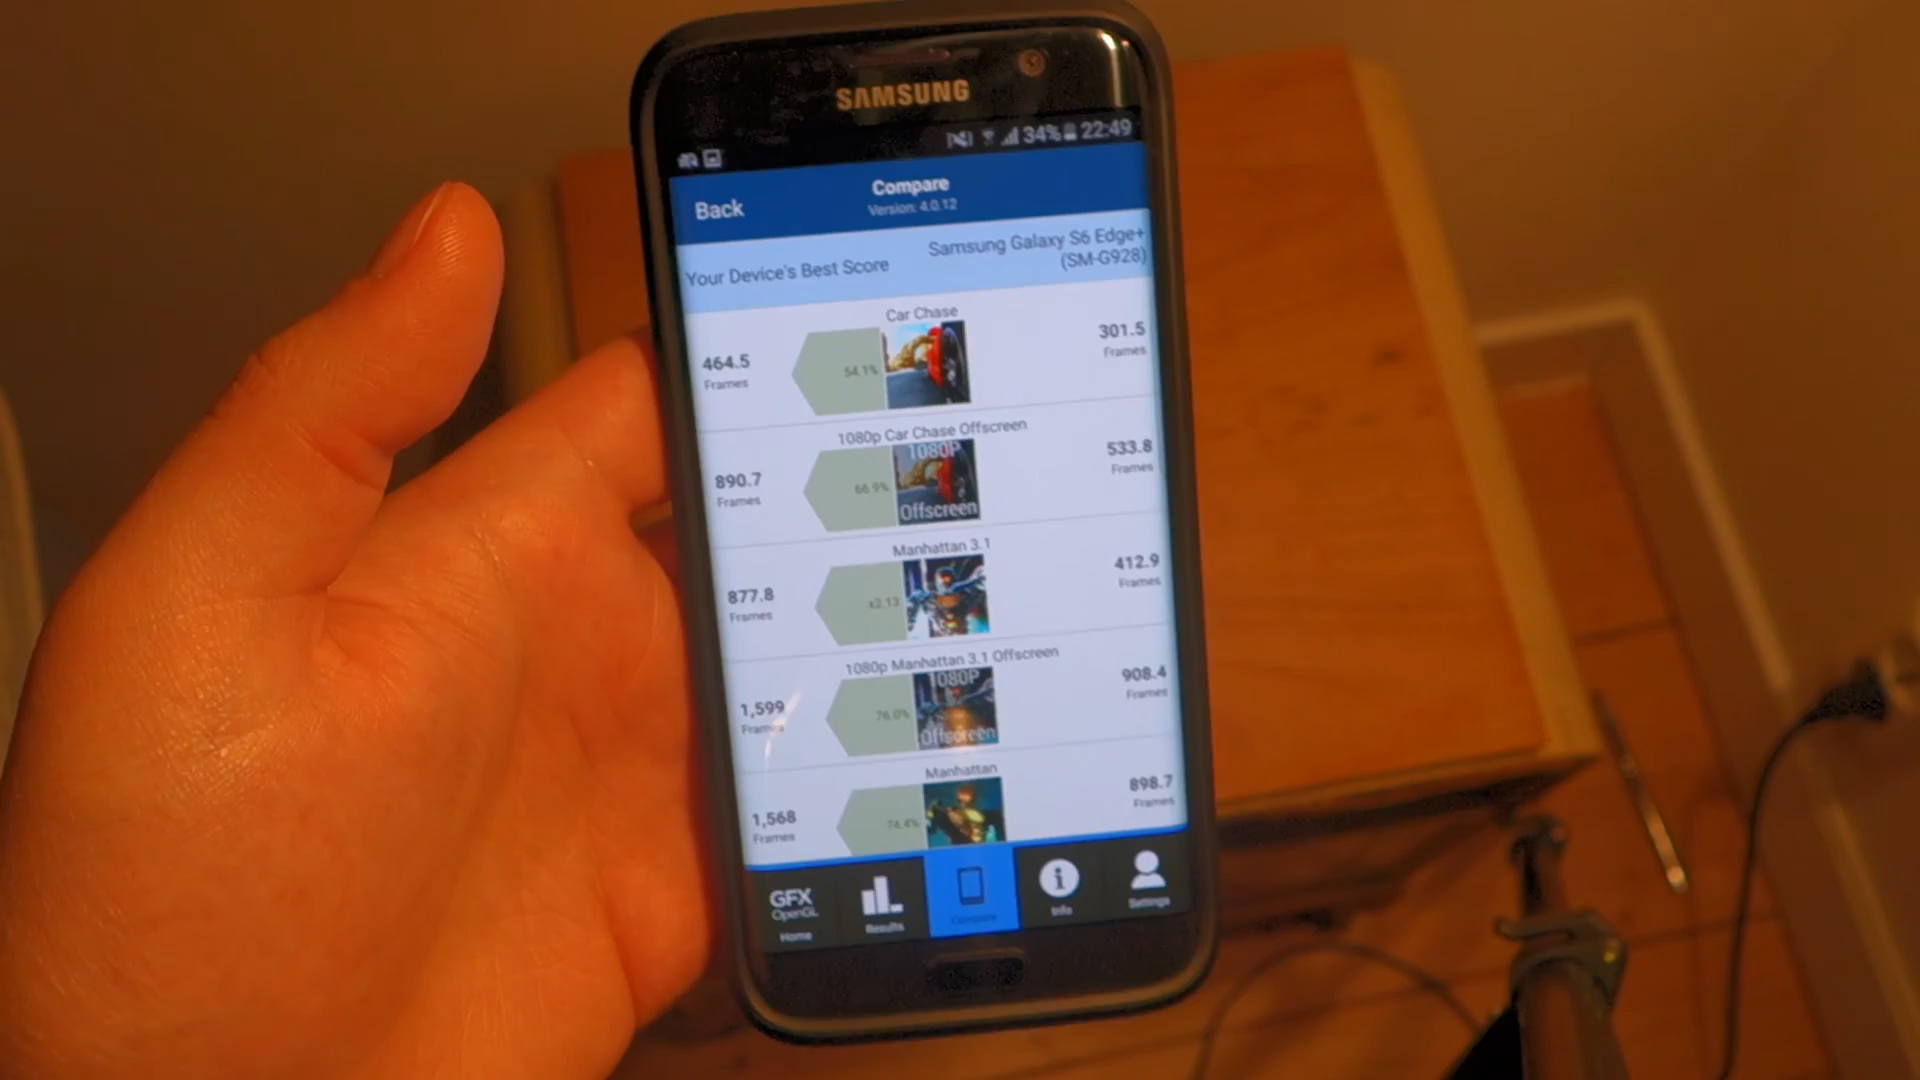 SAMSUNG
34% 22:49
Back
Compare
Version: 4.0.12
Your Device's Best Score
Samsung Galaxy S6 Edge+
(SM-G928)
Car Chase
464.5
Frames
54.1%
301.5
Frames
1080p Car Chase Offscreen
890.7
Frames
66.9%
1080P
Offscreen
533.8
Frames
Manhattan 3.1
877.8
Frames
x2.13
412.9
Frames
1080p Manhattan 3.1 Offscreen
1,599
Frames
76.0%
1080P
Offscreen
908.4
Frames
Manhattan
1,568
Frames
74.4%
898.7
Frames
GFX
OpenGL
Home
Results
Compare
Info
Settings